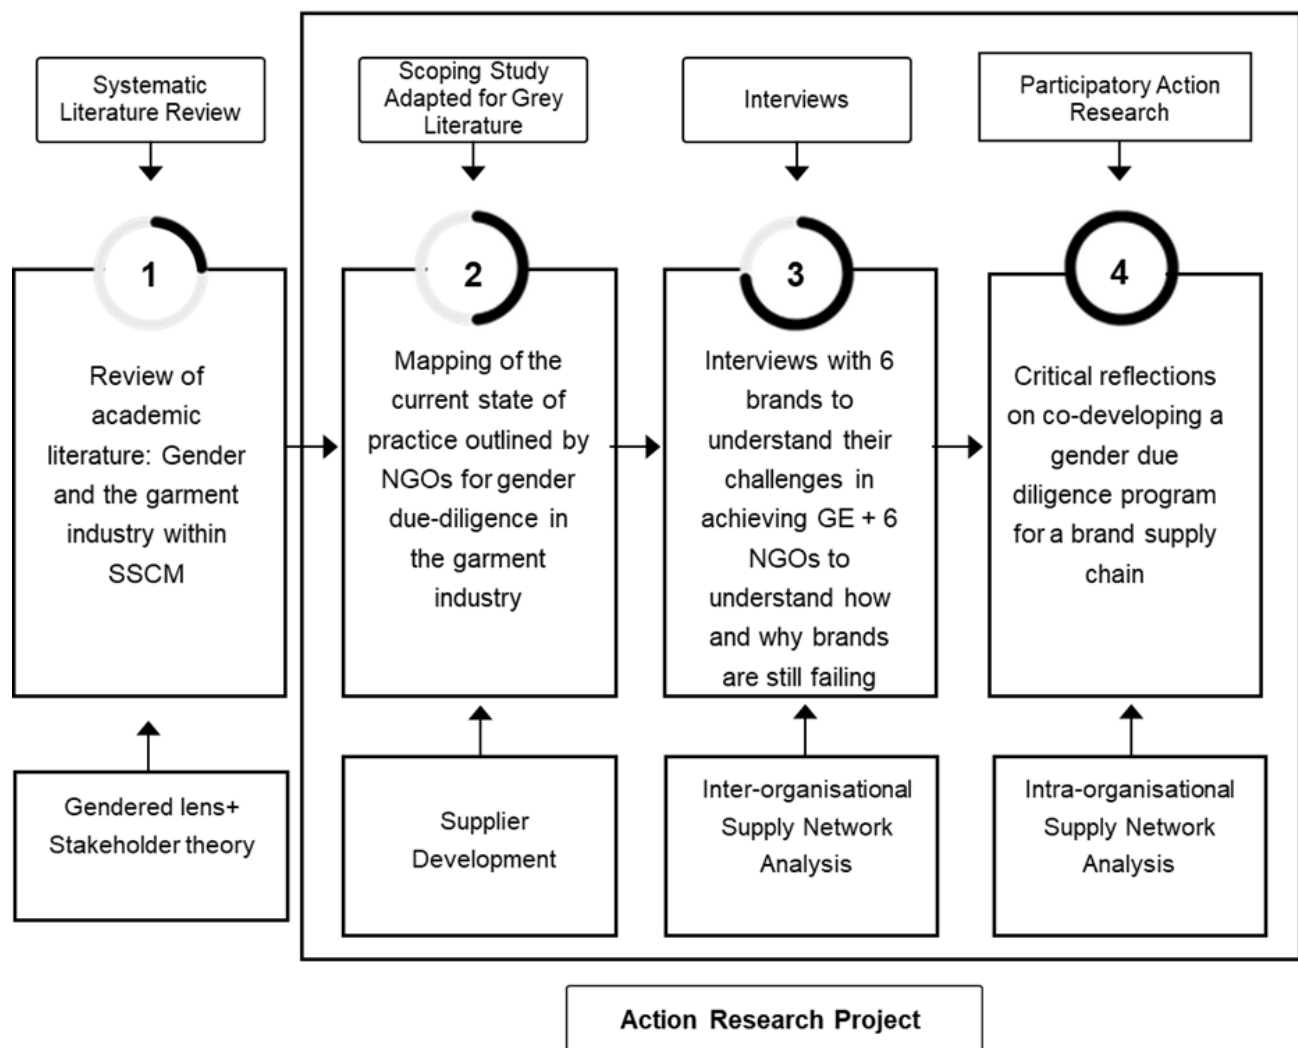 Systematic
Literature Review
Scoping Study
Adapted for Grey
Literature
Interviews
Participatory Action
Research
1
2
3
4
Review of
academic
literature: Gender
and the garment
industry within
SSCM
Mapping of the
current state of
practice outlined by
NGOs for gender
due-diligence in
the garment
industry
Interviews with 6
brands to
understand their
challenges in
achieving GE + 6
NGOs to
understand how
and why brands
are still failing
Critical reflections
on co-developing a
gender due
diligence program
for a brand supply
chain
Gendered lens+
Stakeholder theory
Supplier
Development
Inter-organisational
Supply Network
Analysis
Intra-organisational
Supply Network
Analysis
Action Research Project